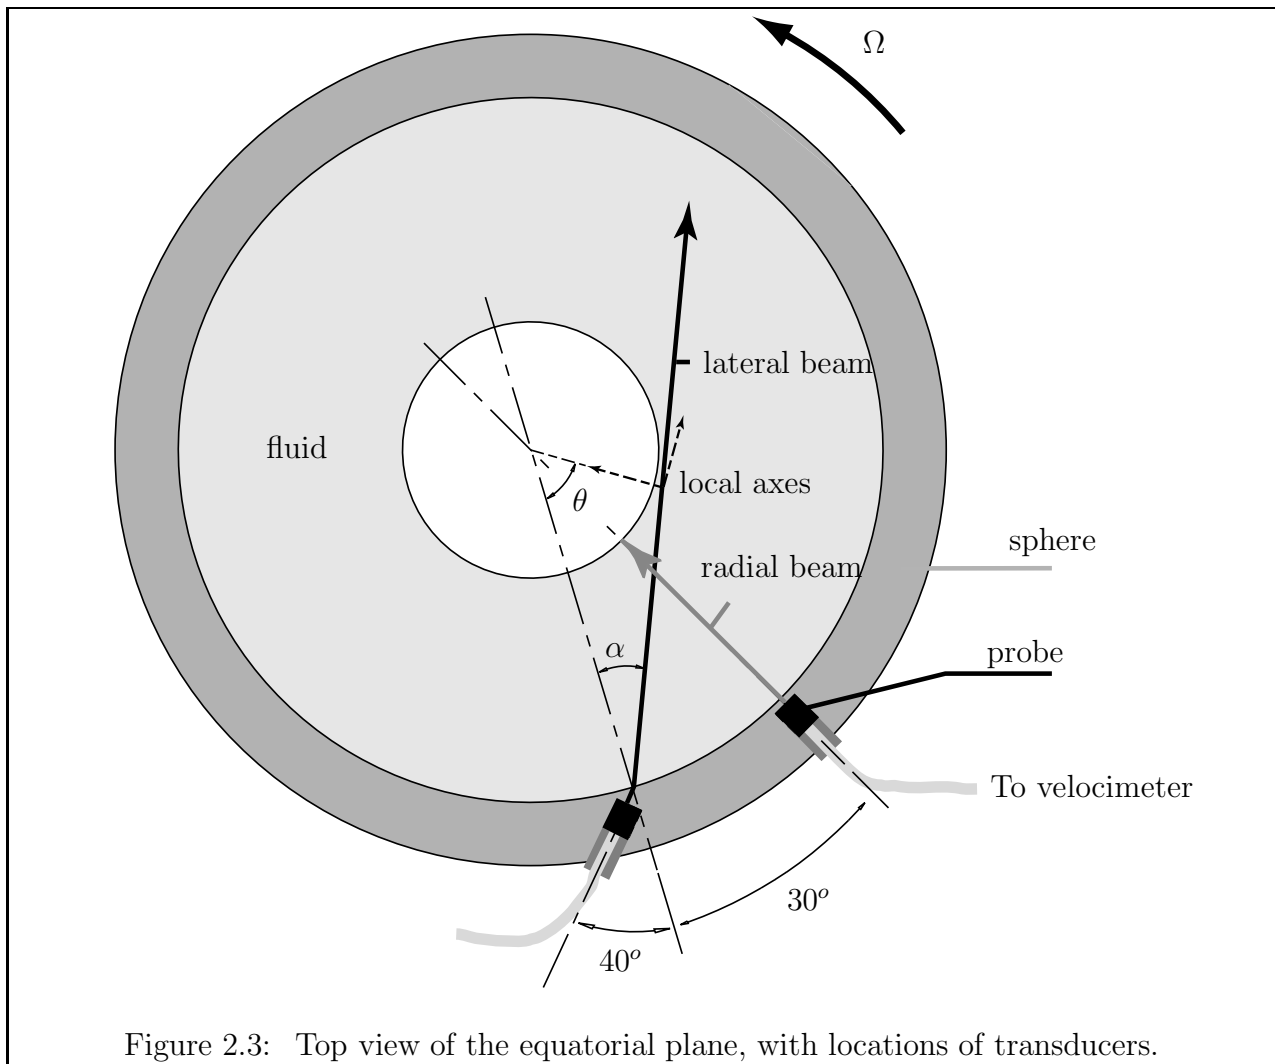 Ω
lateral beam
fluid
local axes
θ
sphere
radial beam
α
probe
To velocimeter
30°
40°
Figure 2.3: Top view of the equatorial plane, with locations of transducers.